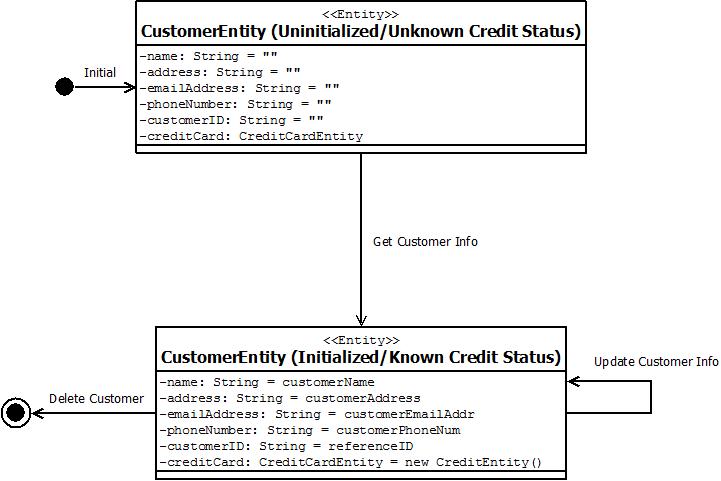 <<Entity>>
CustomerEntity (Uninitialized/Unknown Credit Status)
-name: String = ""
Initial
-address: String = ""
-emailAddress: String = ""
-phoneNumber: String = ""
-customerID: String = ""
-creditCard: CreditCardEntity
Get Customer Info
<<Entity>>
CustomerEntity (Initialized/Known Credit Status)
Update Customer Info
-name: String = customerName
Delete Customer
-address: String = customerAddress
-emailAddress: String = customerEmailAddr
-phoneNumber: String = customerPhoneNum
-customerID: String = referenceID
-creditCard: CreditCardEntity = new CreditEntity()